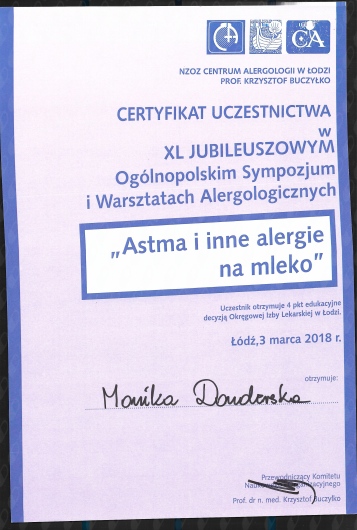 CA
NZOZ CENTRUM ALERGOLOGII W ŁODZI
PROF. KRZYSZTOF BUCZYŁKO
CERTYFIKAT UCZESTNICTWA
w
XL JUBILEUSZOWYM
Ogólnopolskim Sympozjum
i Warsztatach Alergologicznych
„Astma i inne alergie
na mleko”
Uczestnik otrzymuje 4 pkt edukacyjne
decyzją Okręgowej Izby Lekarskiej w Łodzi.
Łódź,3 marca 2018 r.
otrzymuje:
Monika Danderska
Przewodniczący Komitetu
Prof. dr n. med. Krzysztof Buczyłko